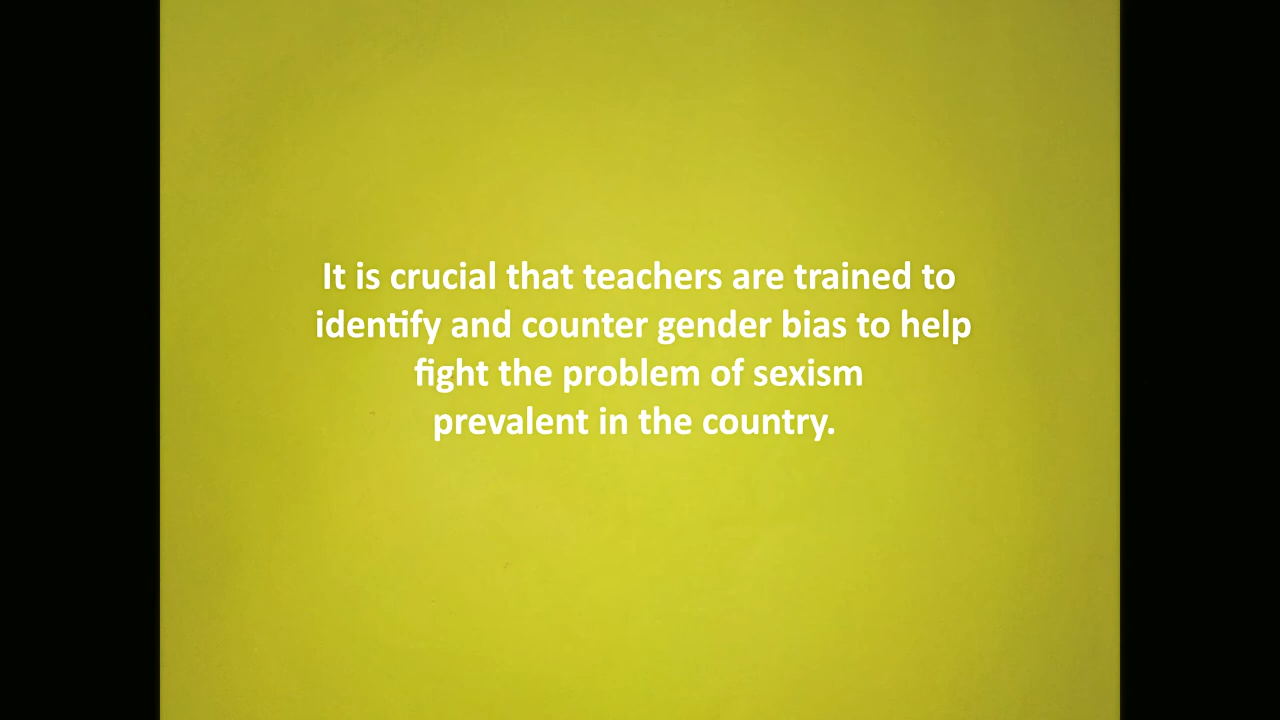 It is crucial that teachers are trained to
identify and counter gender bias to help
fight the problem of sexism
prevalent in the country.